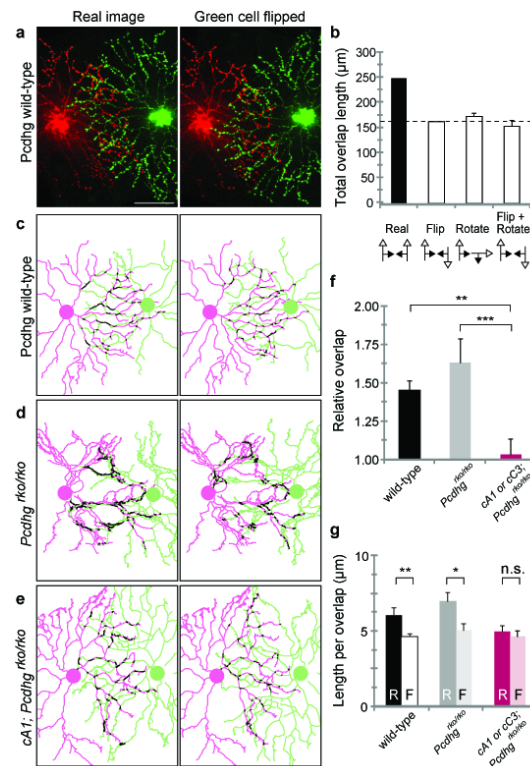 Real image
Green cell flipped
a
Pcdhg wild-type
c
Pcdhg wild-type
d
Pcdhg rko/rko
e
cA1; Pcdhg rko/rko
b
Total overlap length (µm)
250
200
150
100
50
0
Real
Flip
Rotate
Flip +
Rotate
f
Relative overlap
2.00
1.75
1.50
1.25
1.00
**
***
wild-type
Pcdhg rko/rko
cA1 or cC3;
Pcdhg rko/rko
g
Length per overlap (µm)
10
5
0
**
*
n.s.
R F
R F
R F
wild-type
Pcdhg rko/rko
cA1 or cC3;
Pcdhg rko/rko